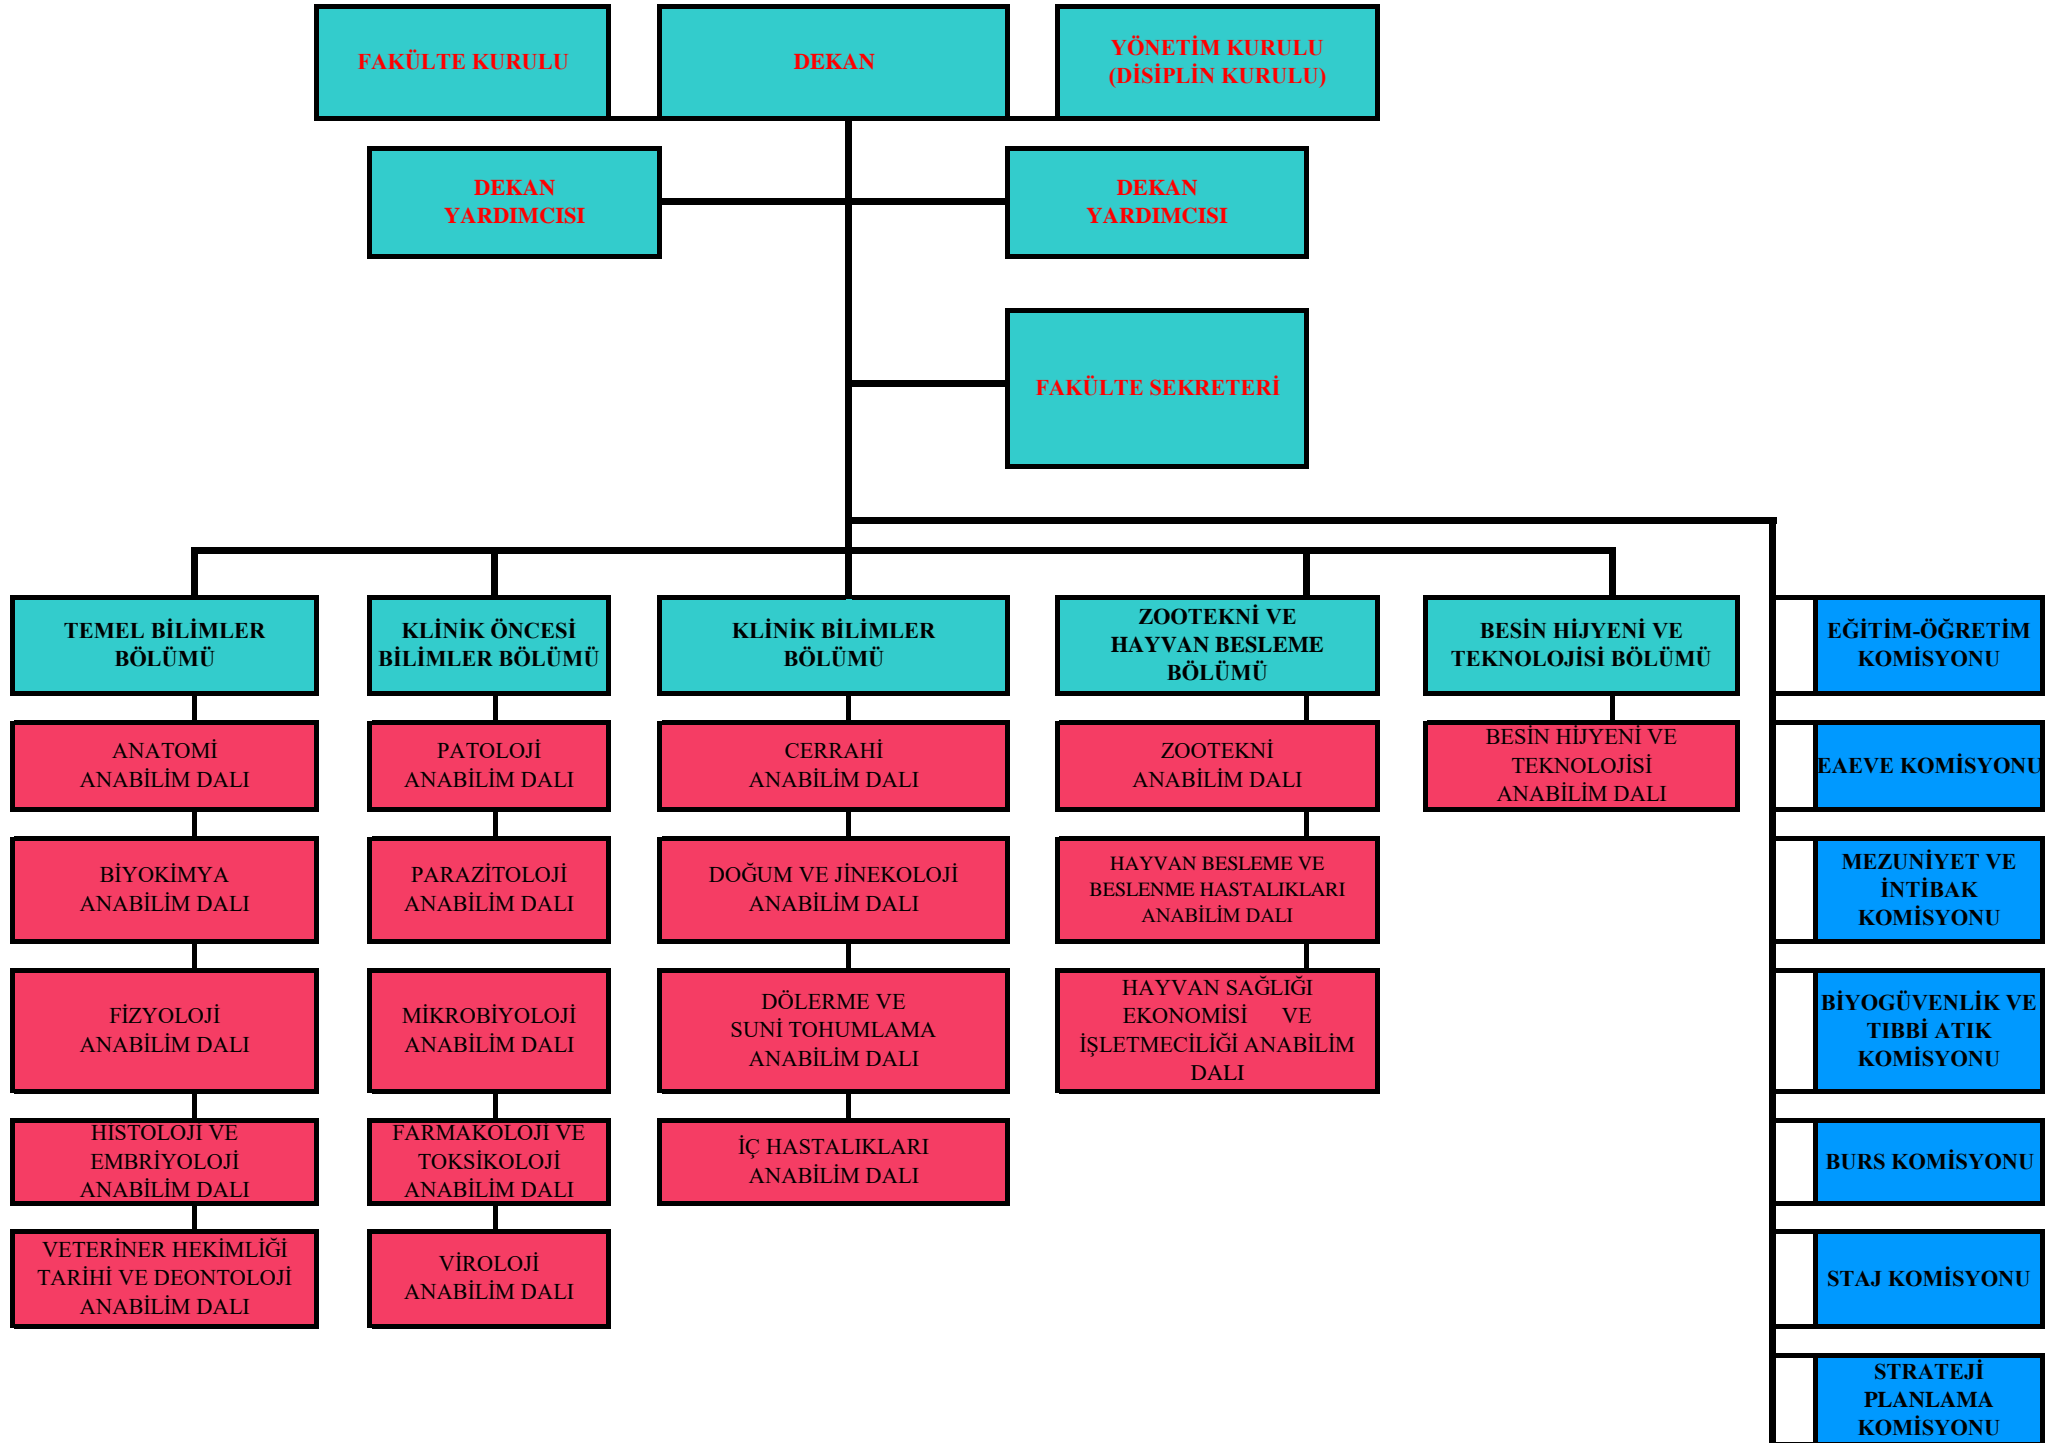 FAKÜLTE KURULU
DEKAN
YÖNETİM KURULU
(DİSİPLİN KURULU)
DEKAN
YARDIMCISI
DEKAN
YARDIMCISI
FAKÜLTE SEKRETERİ
TEMEL BİLİMLER
BÖLÜMÜ
KLİNİK ÖNCESİ
BİLİMLER BÖLÜMÜ
KLİNİK BİLİMLER
BÖLÜMÜ
ZOOTEKNİ VE
HAYVAN BESLEME
BÖLÜMÜ
BESİN HİJYENİ VE
TEKNOLOJİSİ BÖLÜMÜ
EĞİTİM-ÖĞRETİM
KOMİSYONU
ANATOMİ
ANABİLİM DALI
PATOLOJİ
ANABİLİM DALI
CERRAHİ
ANABİLİM DALI
ZOOTEKNİ
ANABİLİM DALI
BESİN HİJYENİ VE
TEKNOLOJİSİ
ANABİLİM DALI
EAEVE KOMİSYONU
BİYOKİMYA
ANABİLİM DALI
PARAZİTOLOJİ
ANABİLİM DALI
DOĞUM VE JİNEKOLOJİ
ANABİLİM DALI
HAYVAN BESLEME VE
BESLENME HASTALIKLARI
ANABİLİM DALI
MEZUNİYET VE
İNTİBAK
KOMİSYONU
FİZYOLOJİ
ANABİLİM DALI
MİKROBİYOLOJİ
ANABİLİM DALI
DÖLERME VE
SUNİ TOHUMLAMA
ANABİLİM DALI
HAYVAN SAĞLIĞI
EKONOMİSİ VE
İŞLETMECİLİĞİ ANABİLİM
DALI
BİYOGÜVENLİK VE
TIBBİ ATIK
KOMİSYONU
HİSTOLOJİ VE
EMBRİYOLOJİ
ANABİLİM DALI
FARMAKOLOJİ VE
TOKSİKOLOJİ
ANABİLİM DALI
İÇ HASTALIKLARI
ANABİLİM DALI
BURS KOMİSYONU
VETERİNER HEKİMLİĞİ
TARİHİ VE DEONTOLOJİ
ANABİLİM DALI
VİROLOJİ
ANABİLİM DALI
STAJ KOMİSYONU
STRATEJİ
PLANLAMA
KOMİSYONU